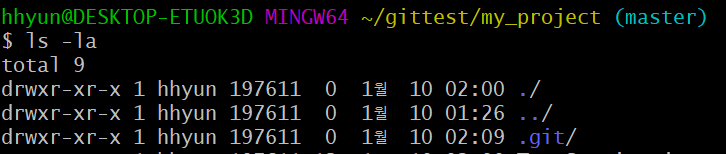 hhyun@DESKTOP-ETUOK3D MINGW64 ~/gittest/my_project (master)
$ ls -la
total 9
drwxr-xr-x 1 hhyun 197611  0  1월  10 02:00 ./
drwxr-xr-x 1 hhyun 197611  0  1월  10 01:26 ../
drwxr-xr-x 1 hhyun 197611  0  1월  10 02:09 .git/